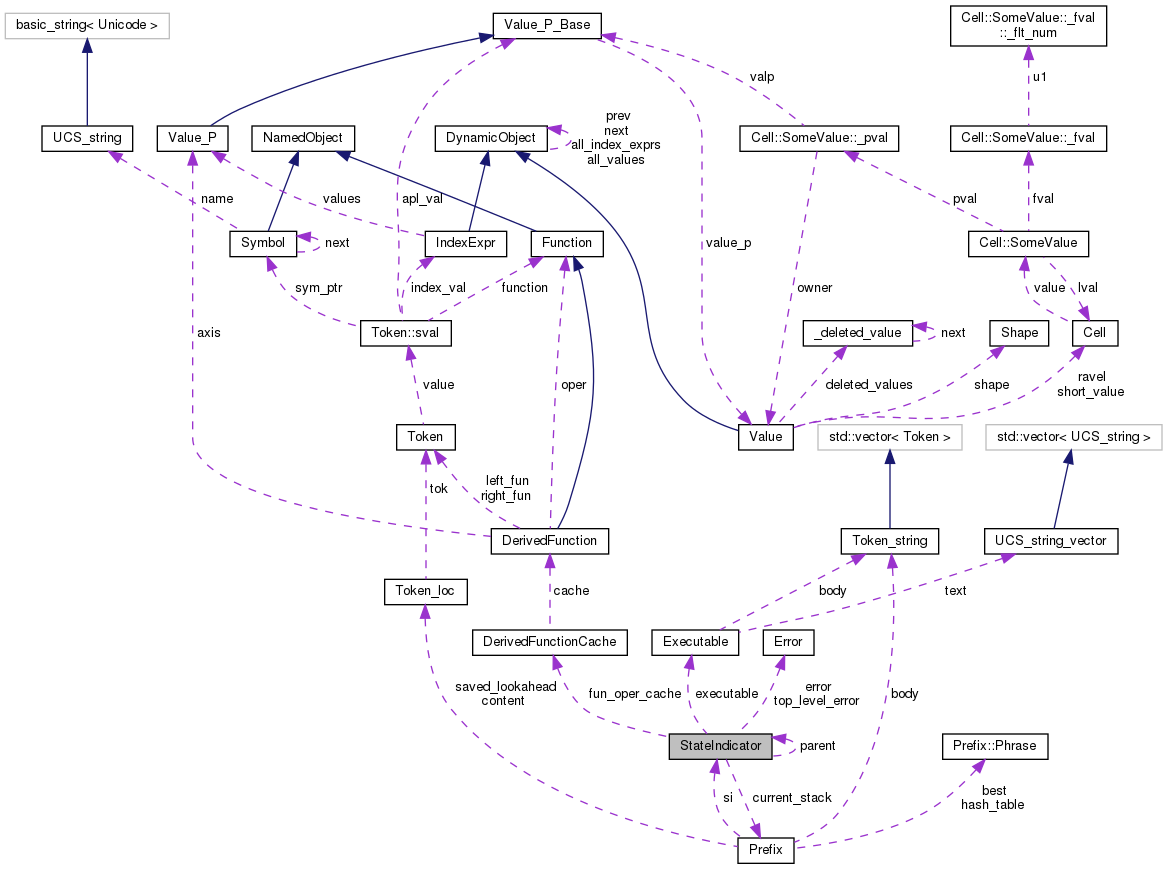 basic_string< Unicode >
Value_P_Base
Cell::SomeValue::_fval
::_flt_num
valp
u1
UCS_string
Value_P
NamedObject
DynamicObject
prev
next
all_index_exprs
all_values
Cell::SomeValue::_pval
Cell::SomeValue::_fval
name
values
apl_val
pval
fval
Symbol
next
IndexExpr
Function
value_p
Cell::SomeValue
sym_ptr
index_val
function
owner
value
lval
axis
Token::sval
_deleted_value
next
Shape
Cell
value
oper
deleted_values
shape
ravel
short_value
Token
Value
std::vector< Token >
std::vector< UCS_string >
tok
left_fun
right_fun
DerivedFunction
Token_string
UCS_string_vector
Token_loc
cache
body
text
DerivedFunctionCache
Executable
Error
saved_lookahead
content
fun_oper_cache
executable
error
top_level_error
body
StateIndicator
parent
Prefix::Phrase
si
current_stack
best
hash_table
Prefix